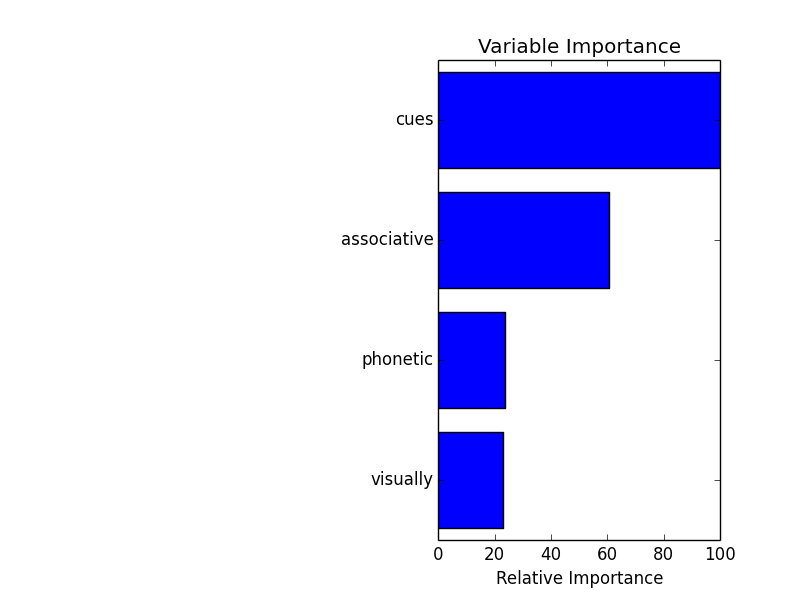 Variable Importance
cues
associative
phonetic
visually
0 20 40 60 80 100
Relative Importance